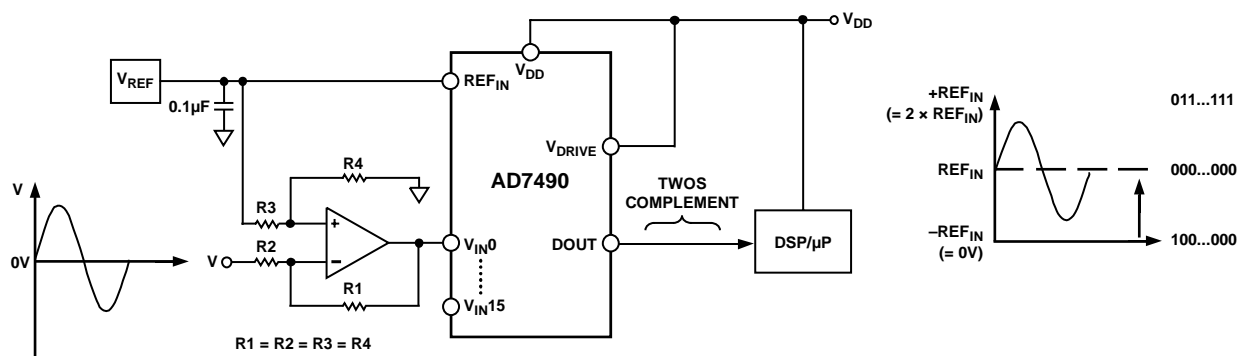 V_DD
V_REF
0.1µF
REF_IN
V_DD
V_DRIVE
AD7490
R4
R3
+
R2
V
−
R1
V_IN0
V_IN15
DOUT
TWOS
COMPLEMENT
DSP/µP
V
0V
R1 = R2 = R3 = R4
+REF_IN
(= 2 × REF_IN)
011...111
REF_IN
000...000
–REF_IN
(= 0V)
100...000